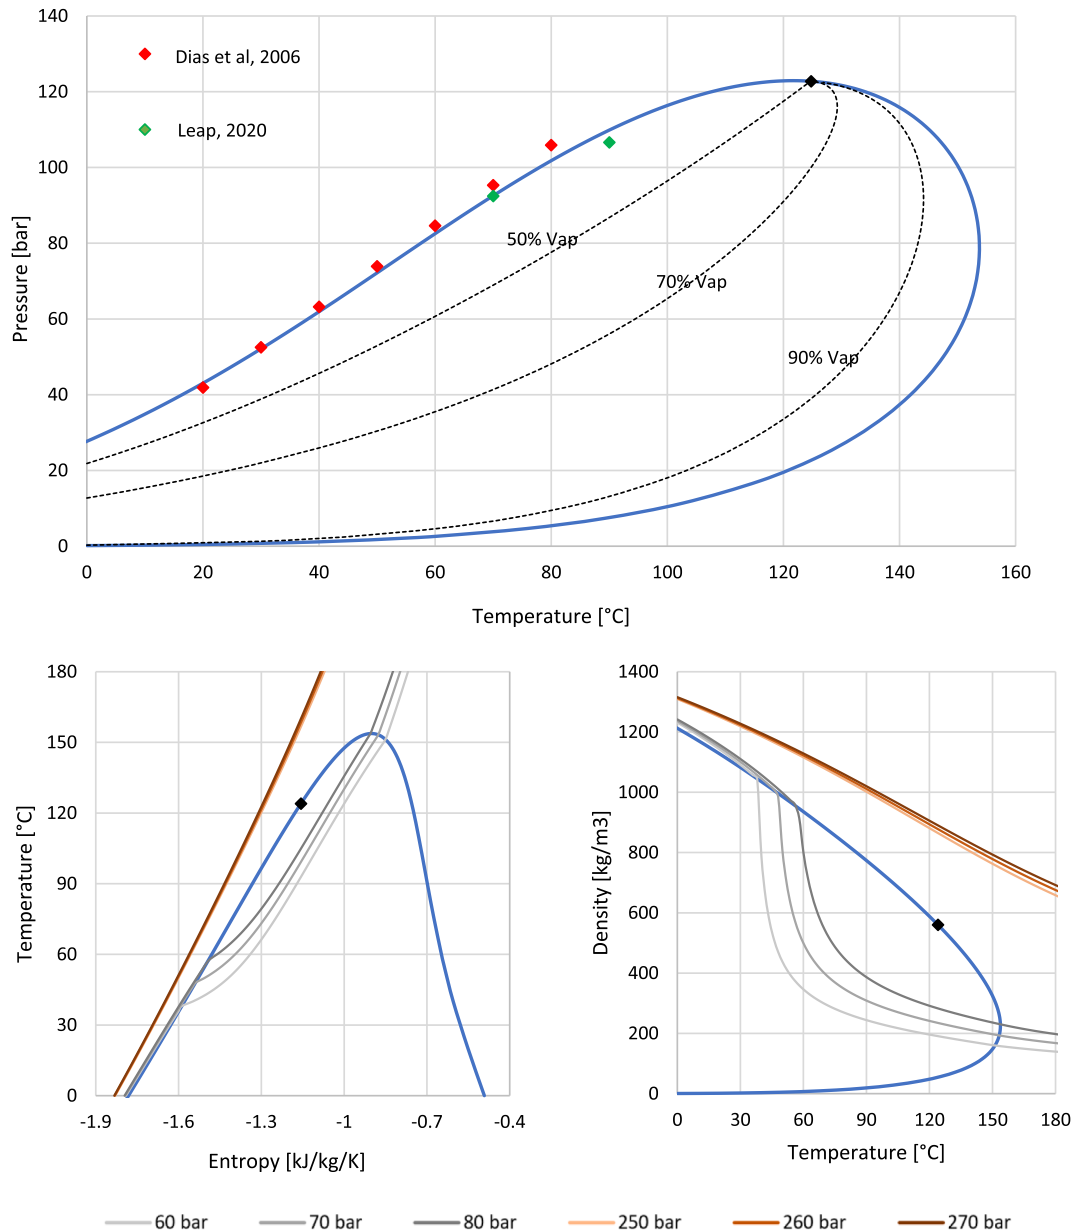 140
120
100
80
60
40
20
0
Pressure [bar]
Dias et al, 2006
Leap, 2020
50% Vap
70% Vap
90% Vap
0 20 40 60 80 100 120 140 160
Temperature [°C]
180
150
120
90
60
30
0
Temperature [°C]
-1.9 -1.6 -1.3 -1 -0.7 -0.4
Entropy [kJ/kg/K]
1400
1200
1000
800
600
400
200
0
Density [kg/m3]
0 30 60 90 120 150 180
Temperature [°C]
60 bar 70 bar 80 bar 250 bar 260 bar 270 bar